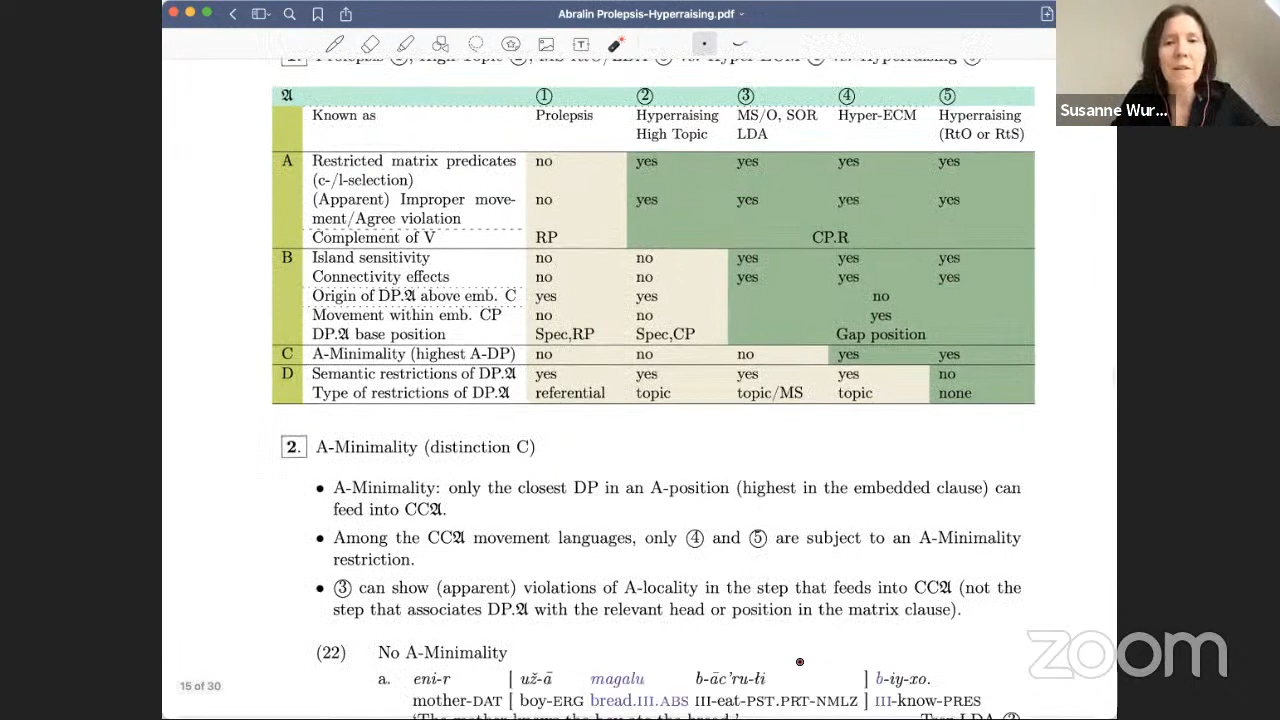 Abralin Prolepsis-Hyperraising.pdf
Susanne Wur...
𝔄 ① ② ③ ④ ⑤
Known as Prolepsis Hyperraising MS/O, SOR Hyper-ECM Hyperraising
High Topic LDA (RtO or RtS)
A Restricted matrix predicates no yes yes yes yes
(c-/l-selection)
(Apparent) Improper move- no yes yes yes yes
ment/Agree violation
Complement of V RP CP.R
B Island sensitivity no no yes yes yes
Connectivity effects no no yes yes yes
Origin of DP.𝔄 above emb. C yes yes no
Movement within emb. CP no no yes
DP.𝔄 base position Spec,RP Spec,CP Gap position
C A-Minimality (highest A-DP) no no no yes yes
D Semantic restrictions of DP.𝔄 yes yes yes yes no
Type of restrictions of DP.𝔄 referential topic topic/MS topic none
2. A-Minimality (distinction C)
• A-Minimality: only the closest DP in an A-position (highest in the embedded clause) can
feed into CC𝔄.
• Among the CC𝔄 movement languages, only ④ and ⑤ are subject to an A-Minimality
restriction.
• ③ can show (apparent) violations of A-locality in the step that feeds into CC𝔄 (not the
step that associates DP.𝔄 with the relevant head or position in the matrix clause).
(22) No A-Minimality
a. eni-r [ už-ā magalu b-āc'ru-łi ] b-iy-xo.
mother-DAT [ boy-ERG bread.III.ABS III-eat-PST.PRT-NMLZ ] III-know-PRES
15 of 30
zoom